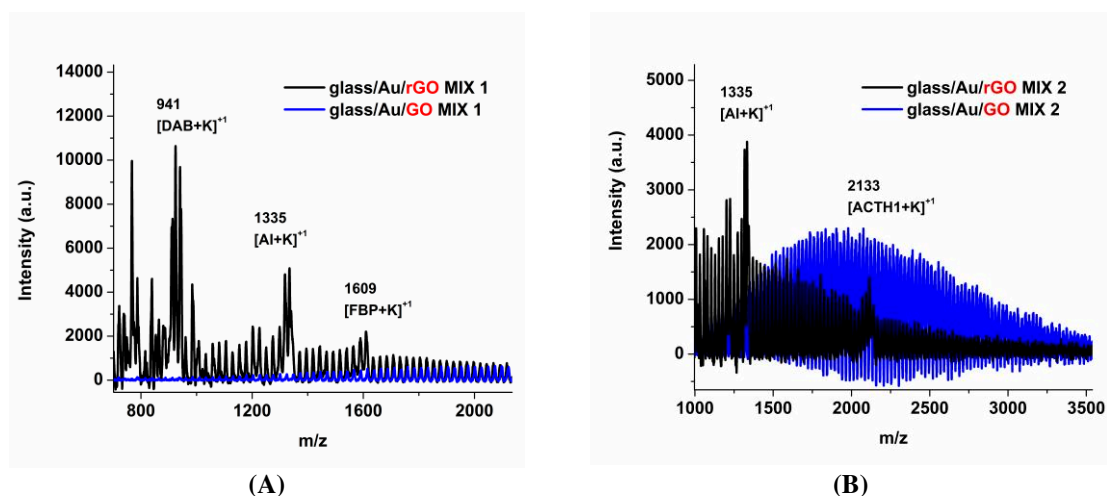 glass/Au/rGO MIX 1
glass/Au/GO MIX 1
941
[DAB+K]+1
1335
[AI+K]+1
1609
[FBP+K]+1
14000
12000
10000
8000
6000
4000
2000
0
Intensity (a.u.)
800
1200
1600
2000
m/z
(A)
glass/Au/rGO MIX 2
glass/Au/GO MIX 2
1335
[AI+K]+1
2133
[ACTH1+K]+1
5000
4000
3000
2000
1000
0
Intensity (a.u.)
1000
1500
2000
2500
3000
3500
m/z
(B)